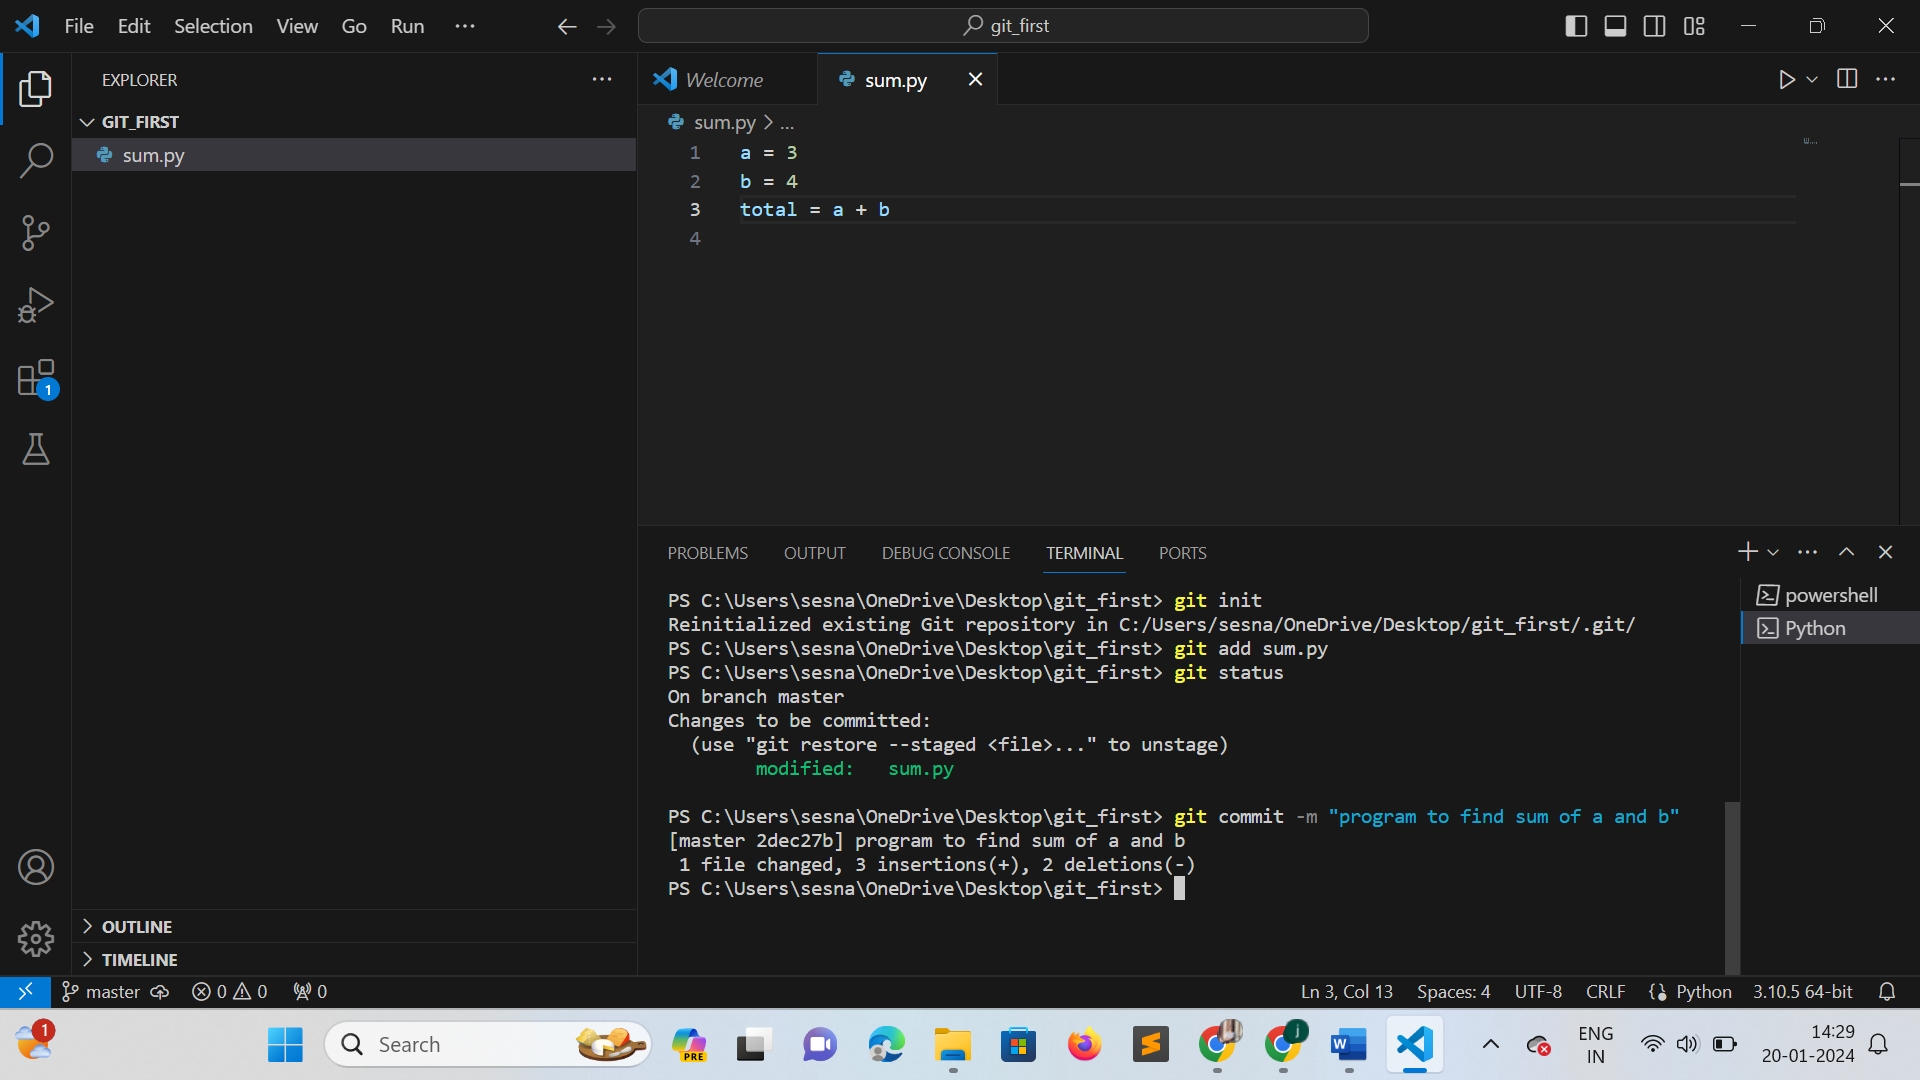 File Edit Selection View Go Run ···
git_first
EXPLORER
Welcome
sum.py
GIT_FIRST
sum.py
sum.py > ...
1 a = 3
2 b = 4
3 total = a + b
4
1
PROBLEMS OUTPUT DEBUG CONSOLE TERMINAL PORTS
powershell
Python
PS C:\Users\sesna\OneDrive\Desktop\git_first> git init
Reinitialized existing Git repository in C:/Users/sesna/OneDrive/Desktop/git_first/.git/
PS C:\Users\sesna\OneDrive\Desktop\git_first> git add sum.py
PS C:\Users\sesna\OneDrive\Desktop\git_first> git status
On branch master
Changes to be committed:
  (use "git restore --staged <file>..." to unstage)
        modified:   sum.py
PS C:\Users\sesna\OneDrive\Desktop\git_first> git commit -m "program to find sum of a and b"
[master 2dec27b] program to find sum of a and b
 1 file changed, 3 insertions(+), 2 deletions(-)
PS C:\Users\sesna\OneDrive\Desktop\git_first>
OUTLINE
TIMELINE
master 0 0 0 Ln 3, Col 13 Spaces: 4 UTF-8 CRLF Python 3.10.5 64-bit
1
Search
PRE
j
W
ENG
IN
14:29
20-01-2024